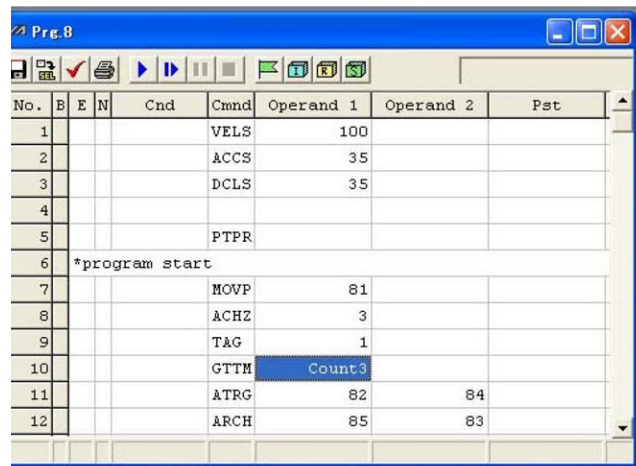 Prg.8
SEL I R S
No. B E N Cnd Cmnd Operand 1 Operand 2 Pst
1 VELS 100
2 ACCS 35
3 DCLS 35
4
5 PTPR
6 *program start
7 MOVP 81
8 ACHZ 3
9 TAG 1
10 GTTM Count3
11 ATRG 82 84
12 ARCH 85 83